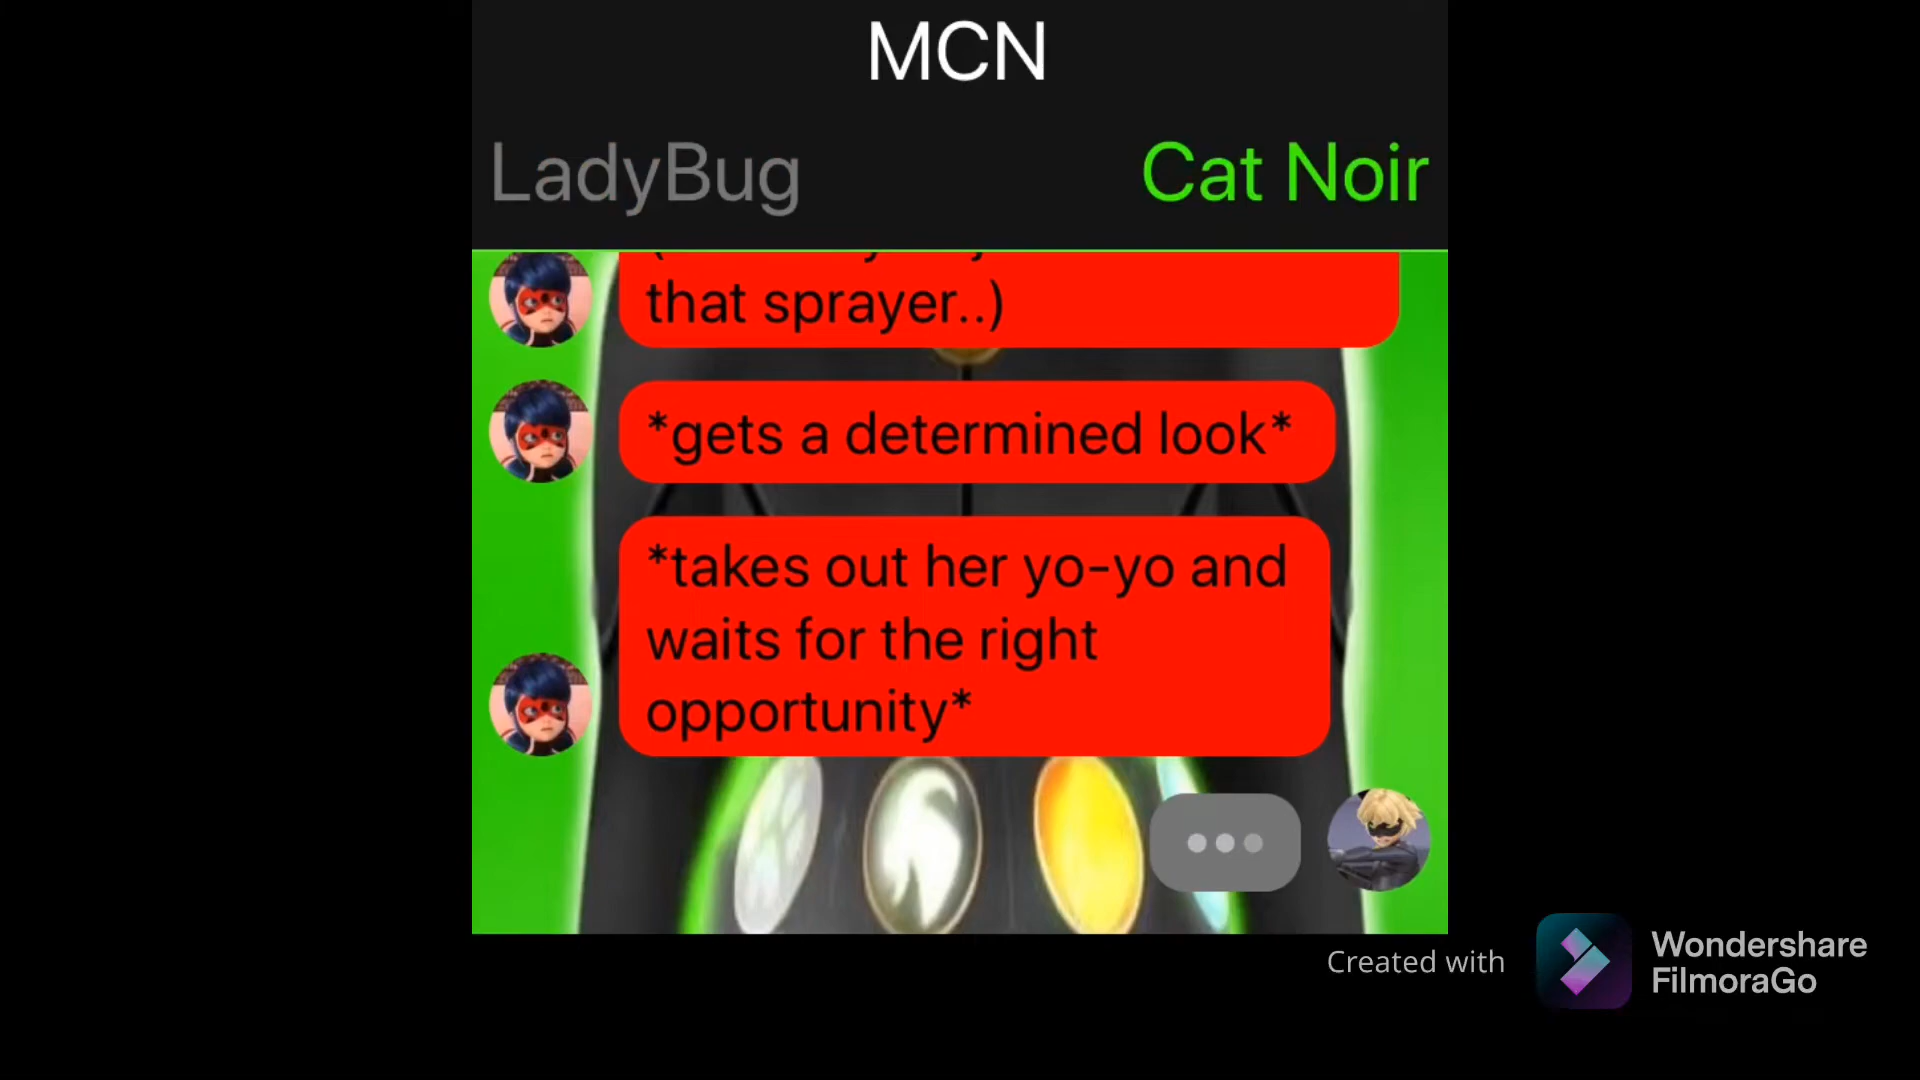 MCN
LadyBug
Cat Noir
that sprayer..)
*gets a determined look*
*takes out her yo-yo and
waits for the right
opportunity*
Created with
Wondershare
FilmoraGo